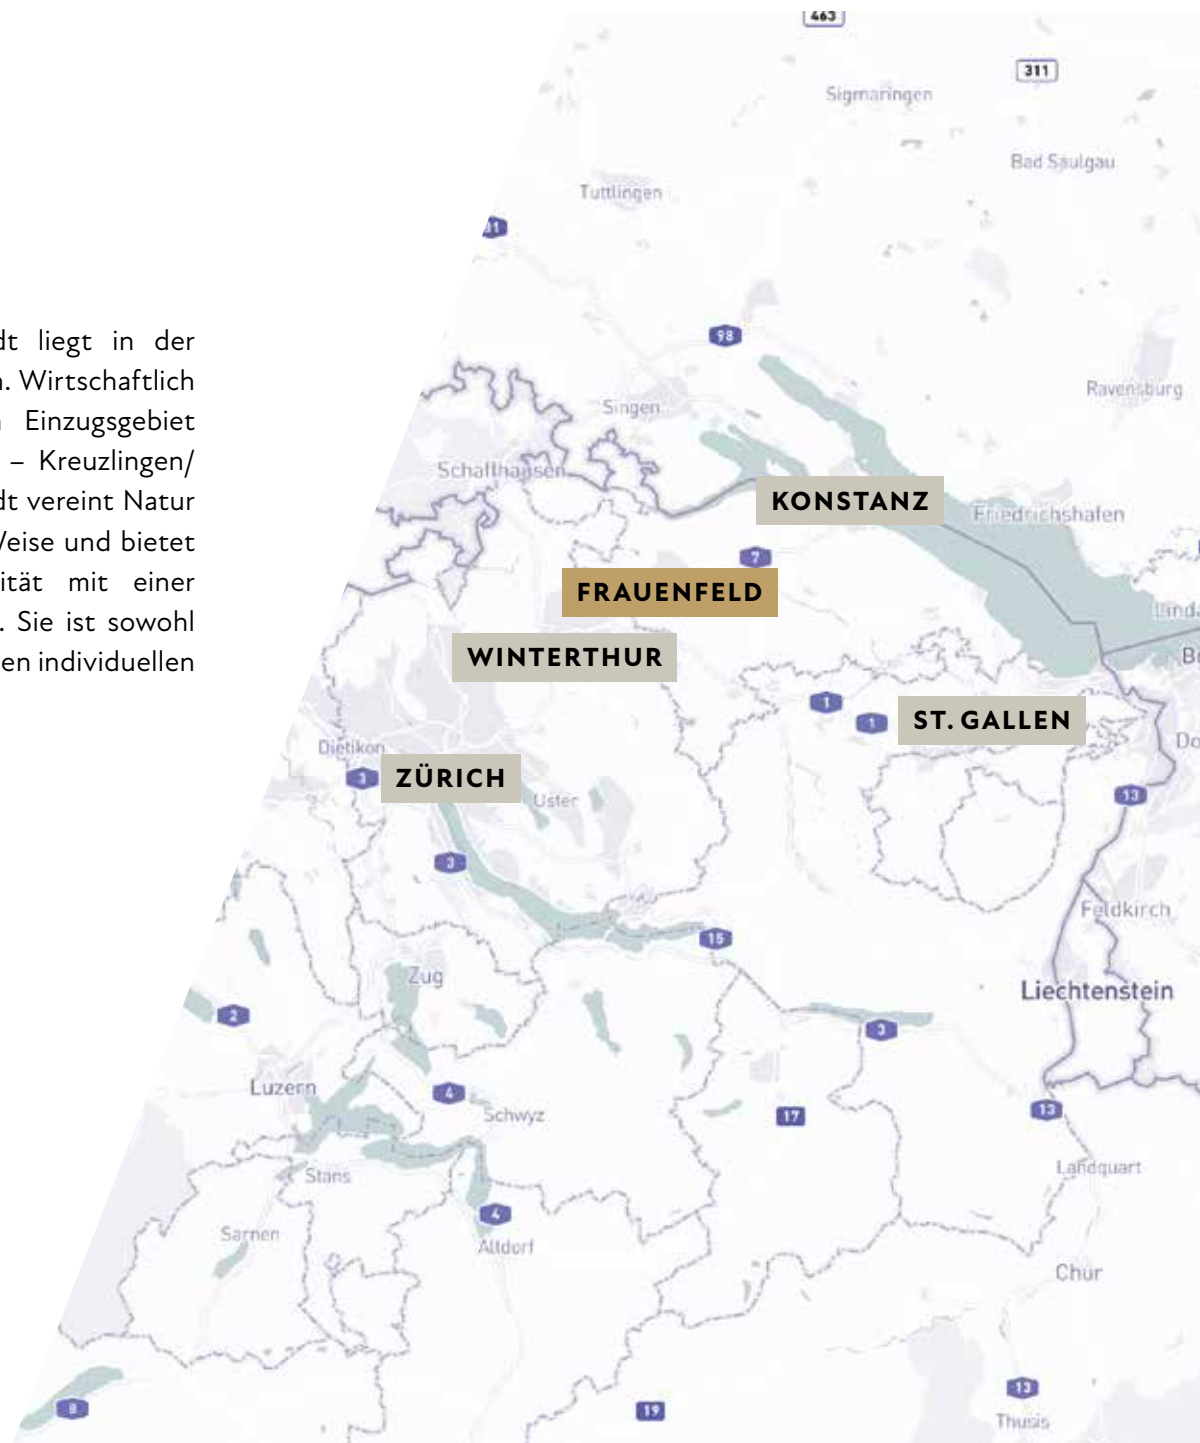 dt liegt in der
. Wirtschaftlich
Einzugsgebiet
– Kreuzlingen/
dt vereint Natur
Weise und bietet
ität mit einer
. Sie ist sowohl
en individuellen
463
311
Sigmaringen
Bad Saulgau
Tuttlingen
98
Ravensburg
Singen
Schaffhausen
KONSTANZ
Friedrichshafen
7
FRAUENFELD
Linda
WINTERTHUR
B
1
1
ST. GALLEN
Do
Dietikon
3
ZÜRICH
Uster
13
3
Feldkirch
15
Zug
Liechtenstein
2
3
Luzern
4
Schwyz
17
13
Landquart
Stans
4
Sarnen
Altdorf
Chur
13
8
19
Thusis